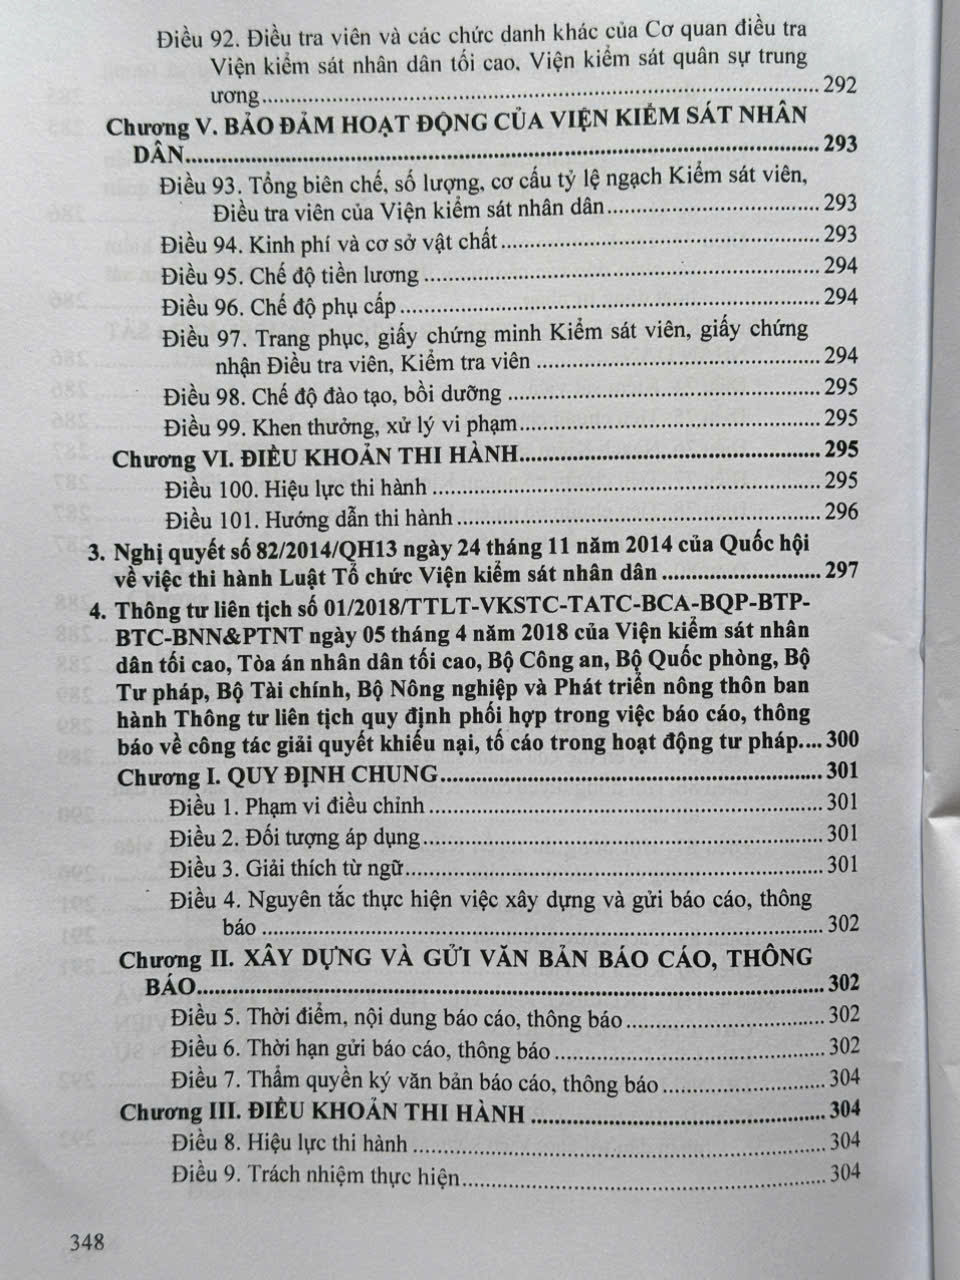 Điều 92. Điều tra viên và các chức danh khác của Cơ quan điều tra
Viện kiểm sát nhân dân tối cao, Viện kiểm sát quân sự trung
ương.......... 292
Chương V. BẢO ĐẢM HOẠT ĐỘNG CỦA VIỆN KIỂM SÁT NHÂN
DÂN.......... 293
Điều 93. Tổng biên chế, số lượng, cơ cấu tỷ lệ ngạch Kiểm sát viên,
Điều tra viên của Viện kiểm sát nhân dân.......... 293
Điều 94. Kinh phí và cơ sở vật chất.......... 293
Điều 95. Chế độ tiền lương.......... 294
Điều 96. Chế độ phụ cấp.......... 294
Điều 97. Trang phục, giấy chứng minh Kiểm sát viên, giấy chứng
nhận Điều tra viên, Kiểm tra viên.......... 294
Điều 98. Chế độ đào tạo, bồi dưỡng.......... 295
Điều 99. Khen thưởng, xử lý vi phạm.......... 295
Chương VI. ĐIỀU KHOẢN THI HÀNH.......... 295
Điều 100. Hiệu lực thi hành.......... 295
Điều 101. Hướng dẫn thi hành.......... 296
3. Nghị quyết số 82/2014/QH13 ngày 24 tháng 11 năm 2014 của Quốc hội
về việc thi hành Luật Tổ chức Viện kiểm sát nhân dân.......... 297
4. Thông tư liên tịch số 01/2018/TTLT-VKSTC-TATC-BCA-BQP-BTP-
BTC-BNN&PTNT ngày 05 tháng 4 năm 2018 của Viện kiểm sát nhân
dân tối cao, Tòa án nhân dân tối cao, Bộ Công an, Bộ Quốc phòng, Bộ
Tư pháp, Bộ Tài chính, Bộ Nông nghiệp và Phát triển nông thôn ban
hành Thông tư liên tịch quy định phối hợp trong việc báo cáo, thông
báo về công tác giải quyết khiếu nại, tố cáo trong hoạt động tư pháp.... 300
Chương I. QUY ĐỊNH CHUNG.......... 301
Điều 1. Phạm vi điều chỉnh.......... 301
Điều 2. Đối tượng áp dụng.......... 301
Điều 3. Giải thích từ ngữ.......... 301
Điều 4. Nguyên tắc thực hiện việc xây dựng và gửi báo cáo, thông
báo.......... 302
Chương II. XÂY DỰNG VÀ GỬI VĂN BẢN BÁO CÁO, THÔNG
BÁO.......... 302
Điều 5. Thời điểm, nội dung báo cáo, thông báo.......... 302
Điều 6. Thời hạn gửi báo cáo, thông báo.......... 302
Điều 7. Thẩm quyền ký văn bản báo cáo, thông báo.......... 304
Chương III. ĐIỀU KHOẢN THI HÀNH.......... 304
Điều 8. Hiệu lực thi hành.......... 304
Điều 9. Trách nhiệm thực hiện.......... 304
348